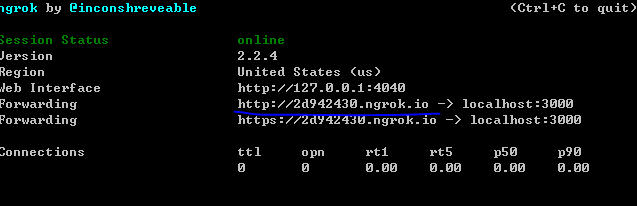 ngrok by @inconshreveable (Ctrl+C to quit)
Session Status online
Version 2.2.4
Region United States (us)
Web Interface http://127.0.0.1:4040
Forwarding http://2d942430.ngrok.io -> localhost:3000
Forwarding https://2d942430.ngrok.io -> localhost:3000
Connections ttl opn rt1 rt5 p50 p90
0 0 0.00 0.00 0.00 0.00